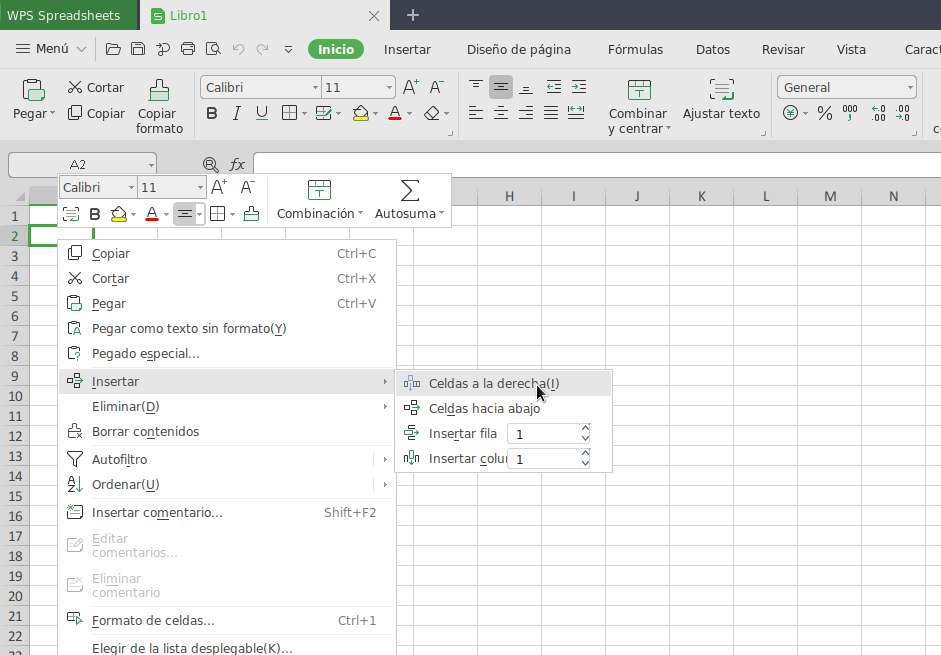 WPS Spreadsheets
Libro1
Menú
Inicio
Insertar
Diseño de página
Fórmulas
Datos
Revisar
Vista
Caract
Pegar
Cortar
Copiar
Copiar formato
Calibri
11
A+
A-
B
I
U
A
A
Combinar y centrar
Ajustar texto
General
%
000
,0
,00
,00
,0
A2
fx
Calibri
11
A+
A-
B
A
Combinación
Autosuma
H
I
J
K
L
M
N
1
2
3
4
5
6
7
8
9
10
11
12
13
14
15
16
17
18
19
20
21
22
Copiar Ctrl+C
Cortar Ctrl+X
Pegar Ctrl+V
Pegar como texto sin formato(Y)
Pegado especial...
Insertar
Eliminar(D)
Borrar contenidos
Autofiltro
Ordenar(U)
Insertar comentario... Shift+F2
Editar
comentarios...
Eliminar
comentario
Formato de celdas... Ctrl+1
Elegir de la lista desplegable(K)...
Celdas a la derecha(I)
Celdas hacia abajo
Insertar fila 1
Insertar colu 1